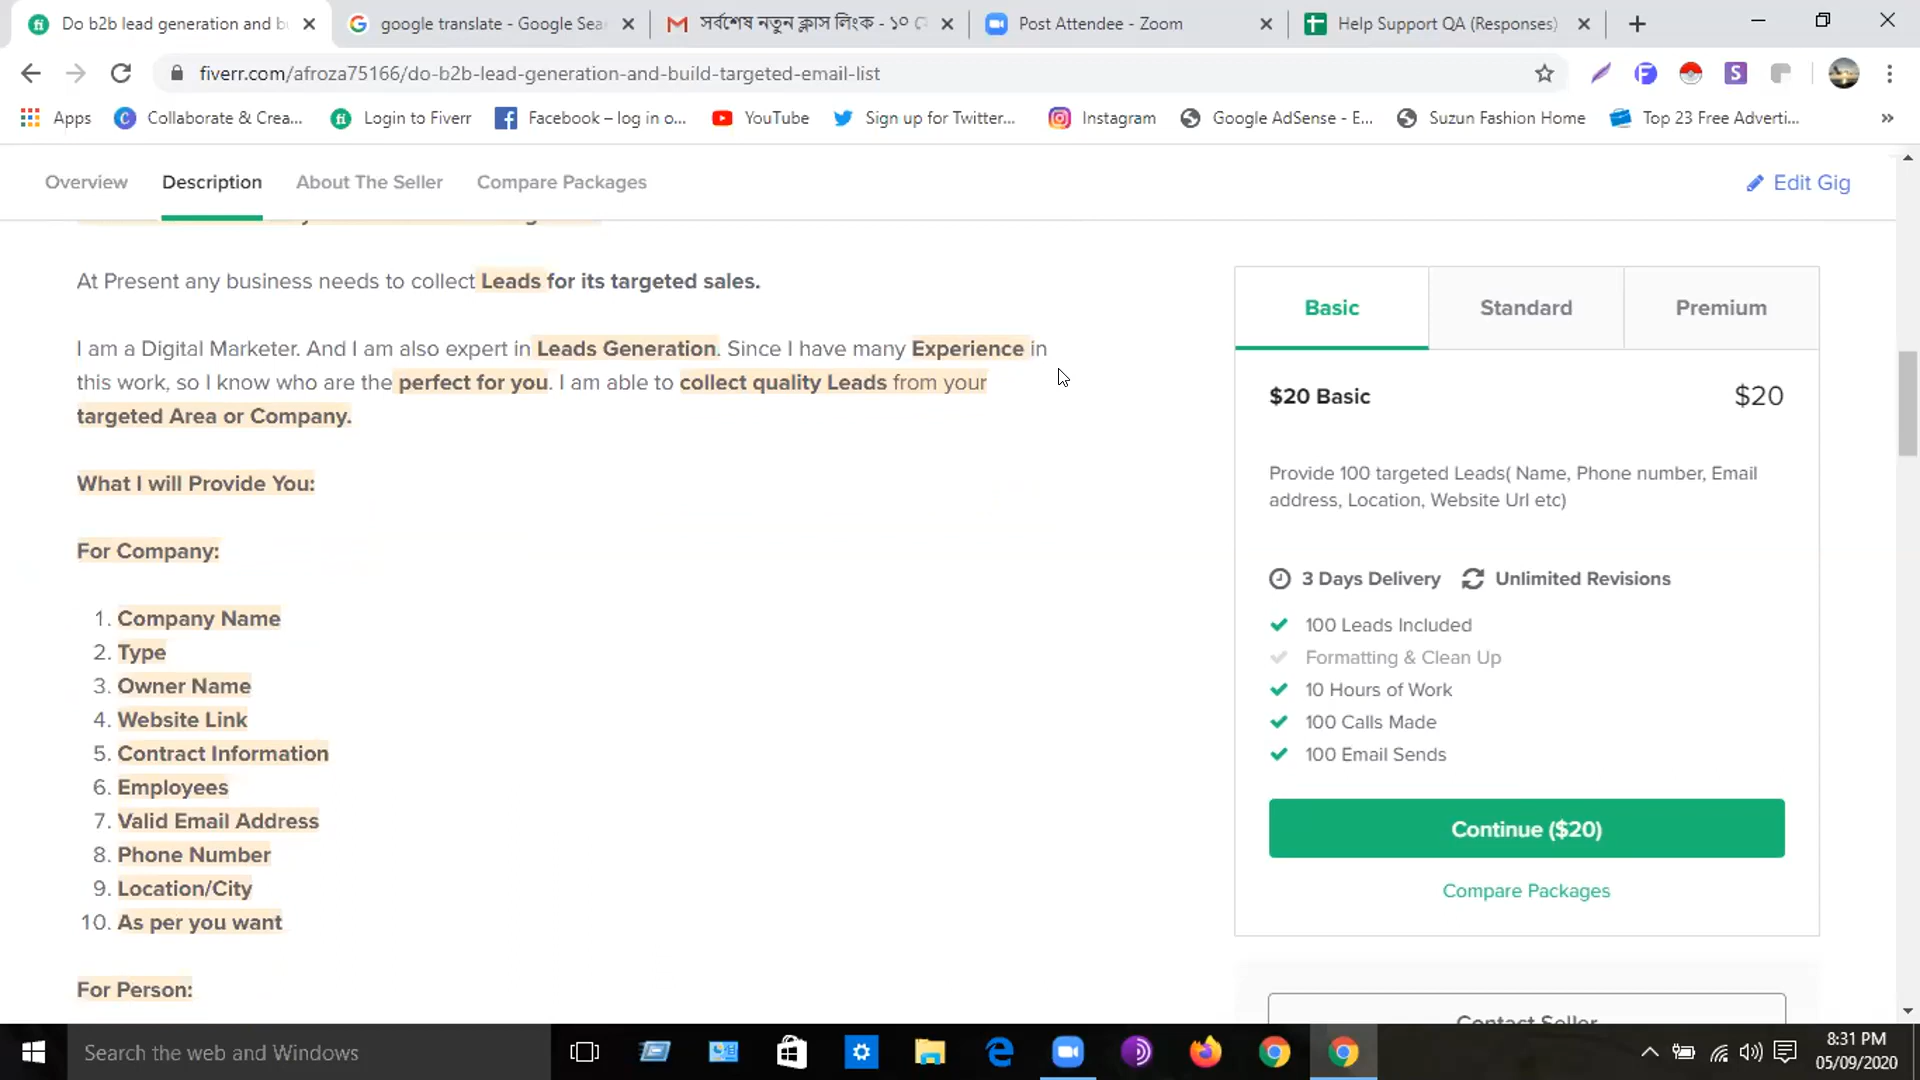 Do b2b lead generation and bu
google translate - Google Sear
সর্বশেষ নতুন ক্লাস লিংক - ১০ সে
Post Attendee - Zoom
Help Support QA (Responses)
fiverr.com/afroza75166/do-b2b-lead-generation-and-build-targeted-email-list
Apps
Collaborate & Crea...
Login to Fiverr
Facebook – log in o...
YouTube
Sign up for Twitter...
Instagram
Google AdSense - E...
Suzun Fashion Home
Top 23 Free Adverti...
»
Overview
Description
About The Seller
Compare Packages
Edit Gig
At Present any business needs to collect Leads for its targeted sales.
I am a Digital Marketer. And I am also expert in Leads Generation. Since I have many Experience in
this work, so I know who are the perfect for you. I am able to collect quality Leads from your
targeted Area or Company.
What I will Provide You:
For Company:
1. Company Name
2. Type
3. Owner Name
4. Website Link
5. Contract Information
6. Employees
7. Valid Email Address
8. Phone Number
9. Location/City
10. As per you want
For Person:
Basic
Standard
Premium
$20 Basic
$20
Provide 100 targeted Leads( Name, Phone number, Email
address, Location, Website Url etc)
3 Days Delivery
Unlimited Revisions
100 Leads Included
Formatting & Clean Up
10 Hours of Work
100 Calls Made
100 Email Sends
Continue ($20)
Compare Packages
Contact Seller
Search the web and Windows
8:31 PM
05/09/2020